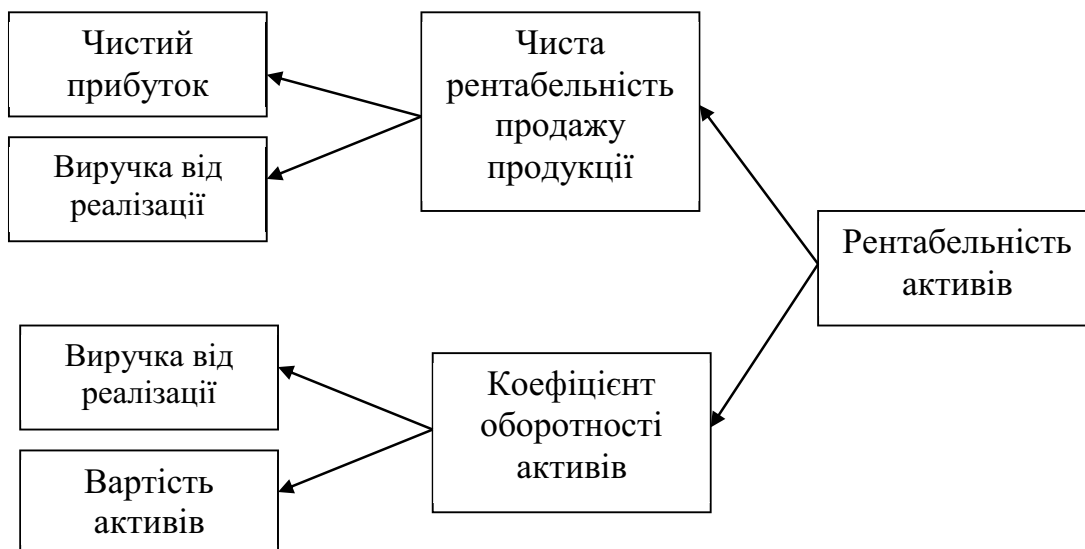 Чистий
прибуток
Виручка від
реалізації
Чиста
рентабельність
продажу
продукції
Рентабельність
активів
Виручка від
реалізації
Вартість
активів
Коефіцієнт
оборотності
активів